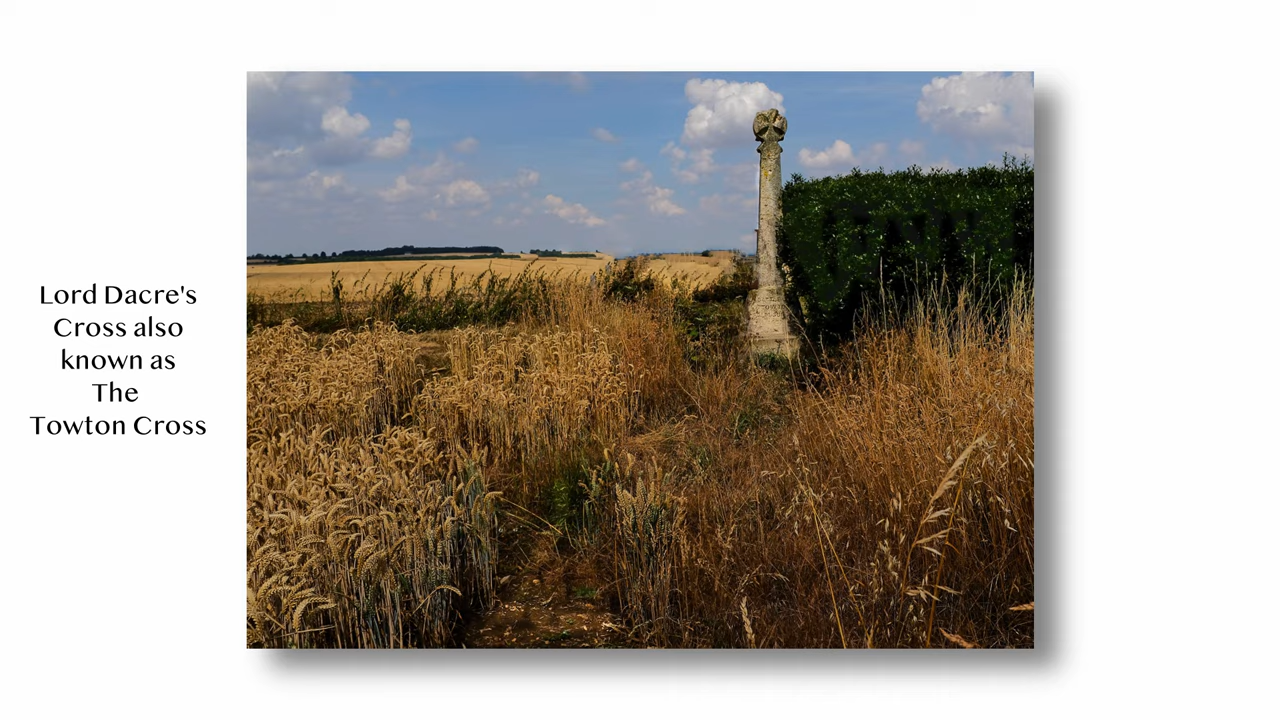 Lord Dacre's
Cross also
known as
The
Towton Cross